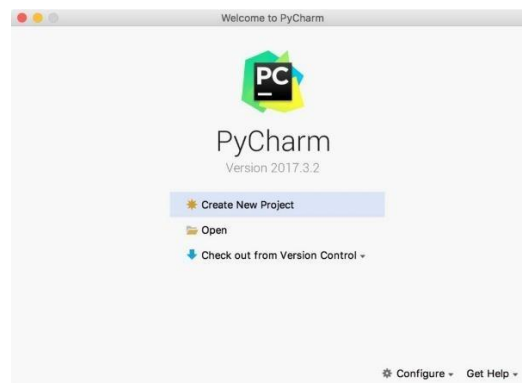 Welcome to PyCharm
PC
PyCharm
Version 2017.3.2
Create New Project
Open
Check out from Version Control
Configure Get Help